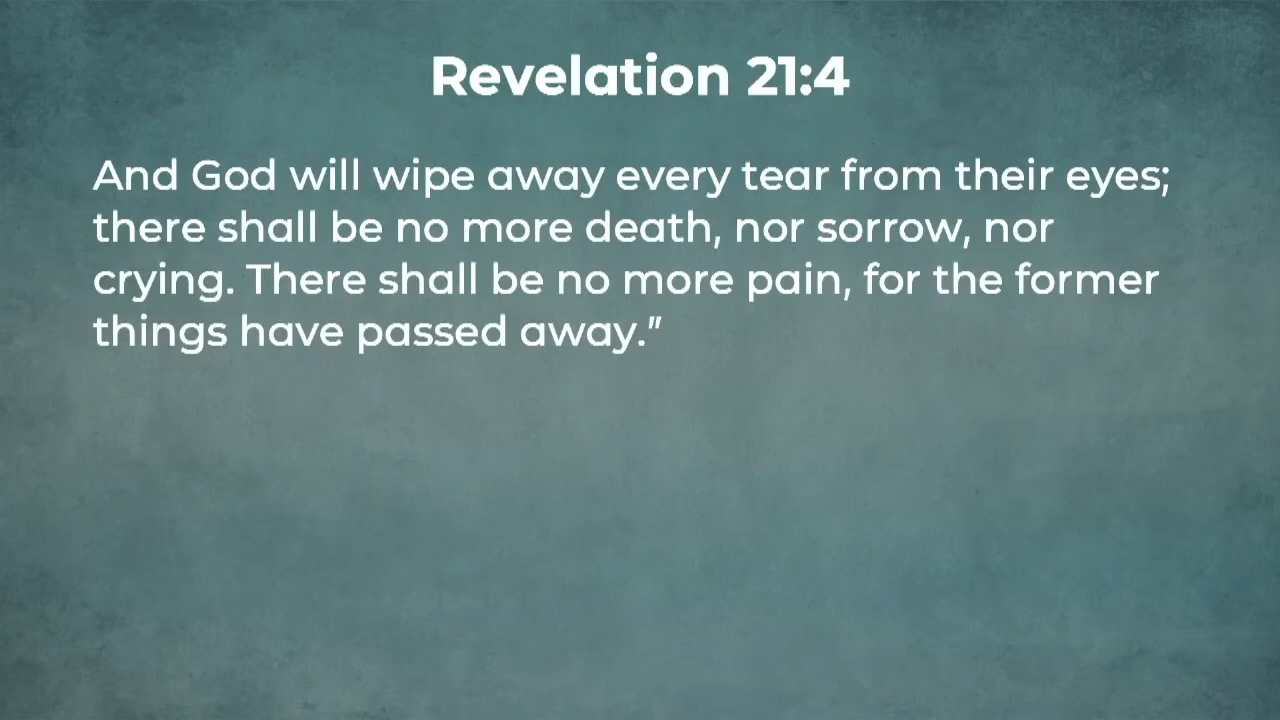 Revelation 21:4
And God will wipe away every tear from their eyes;
there shall be no more death, nor sorrow, nor
crying. There shall be no more pain, for the former
things have passed away.”